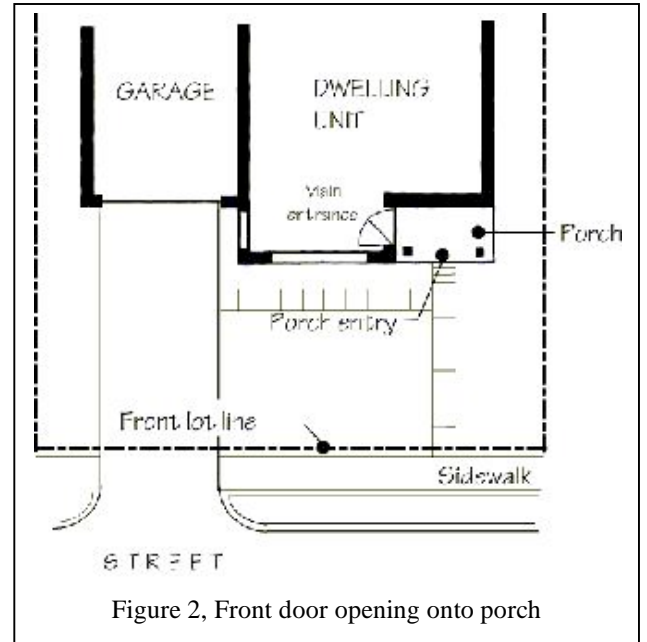 GARAGE
DWELLING
UNIT
Main
entrance
Porch
Porch entry
Front lot line
Sidewalk
STREET
Figure 2, Front door opening onto porch